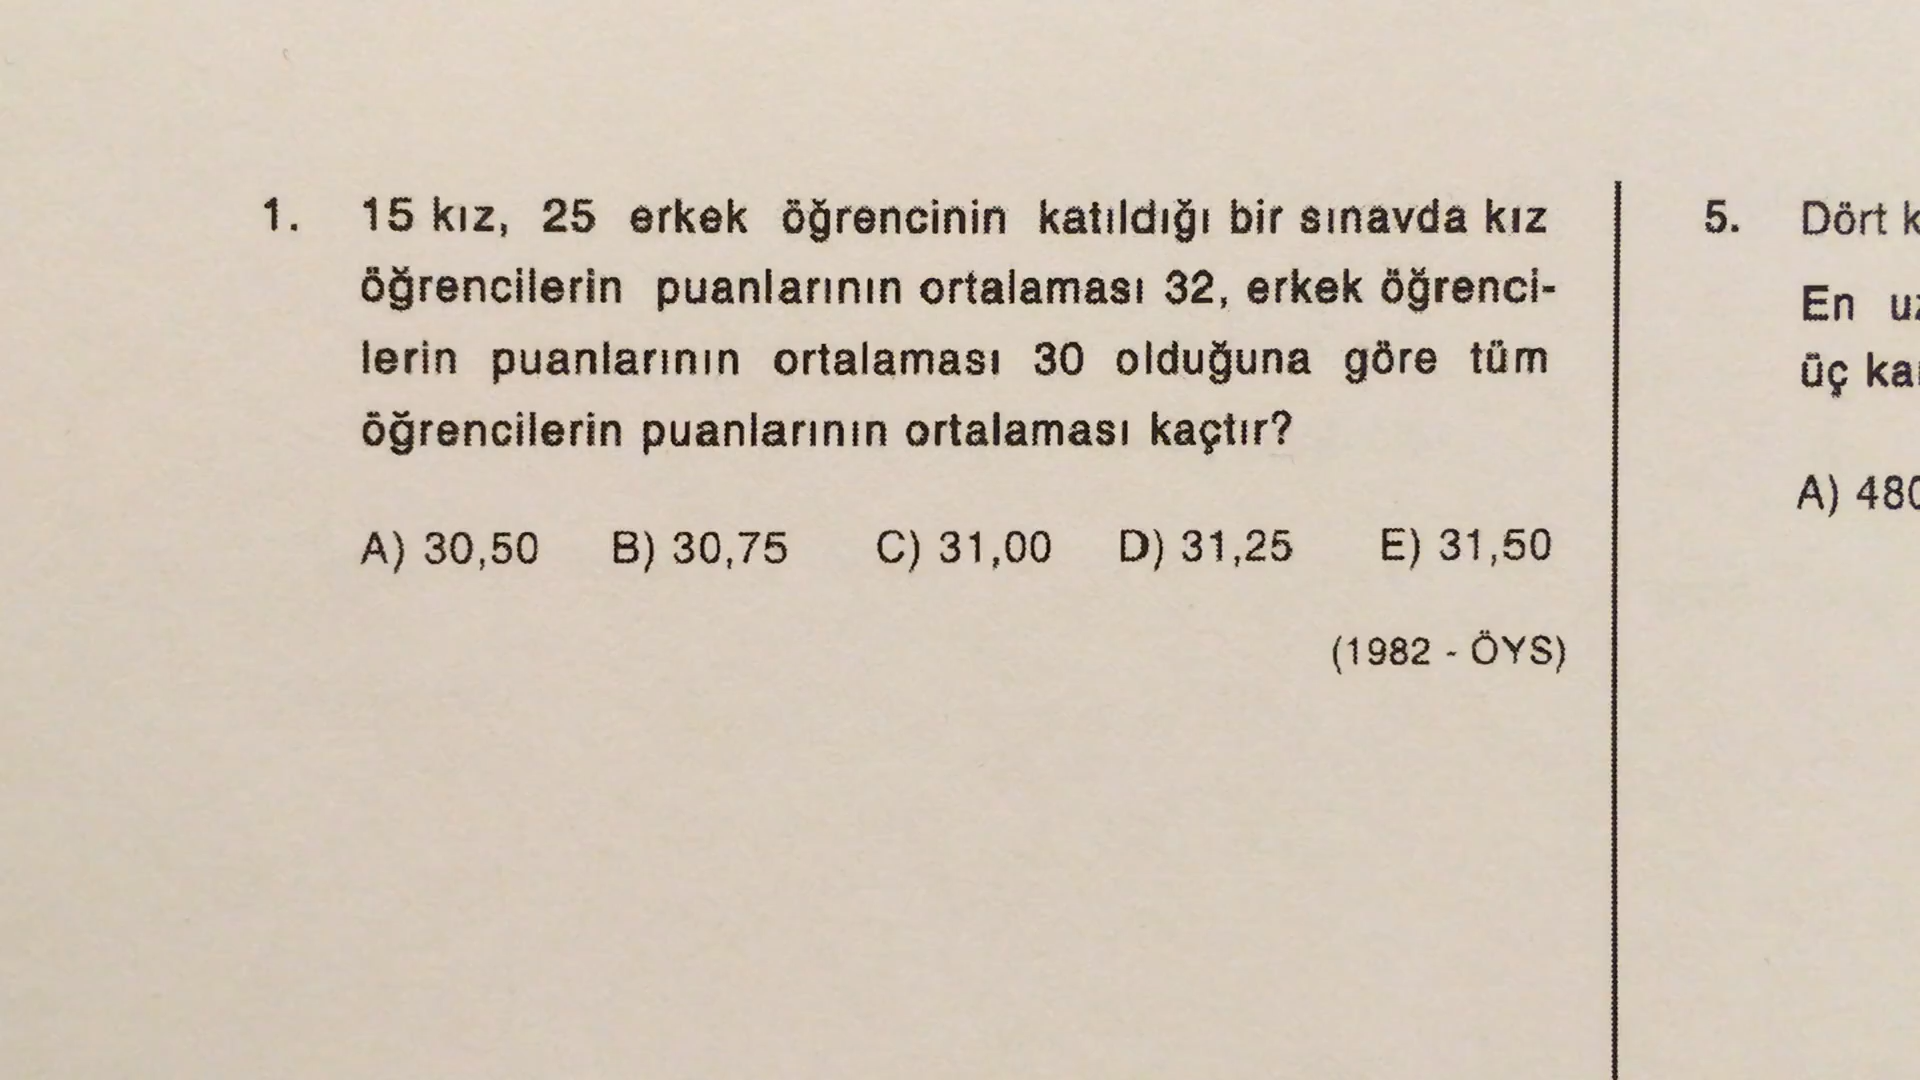 1. 15 kız, 25 erkek öğrencinin katıldığı bir sınavda kız
öğrencilerin puanlarının ortalaması 32, erkek öğrenci-
lerin puanlarının ortalaması 30 olduğuna göre tüm
öğrencilerin puanlarının ortalaması kaçtır?
A) 30,50 B) 30,75 C) 31,00 D) 31,25 E) 31,50
(1982 - ÖYS)
5. Dört
En
üç
A)